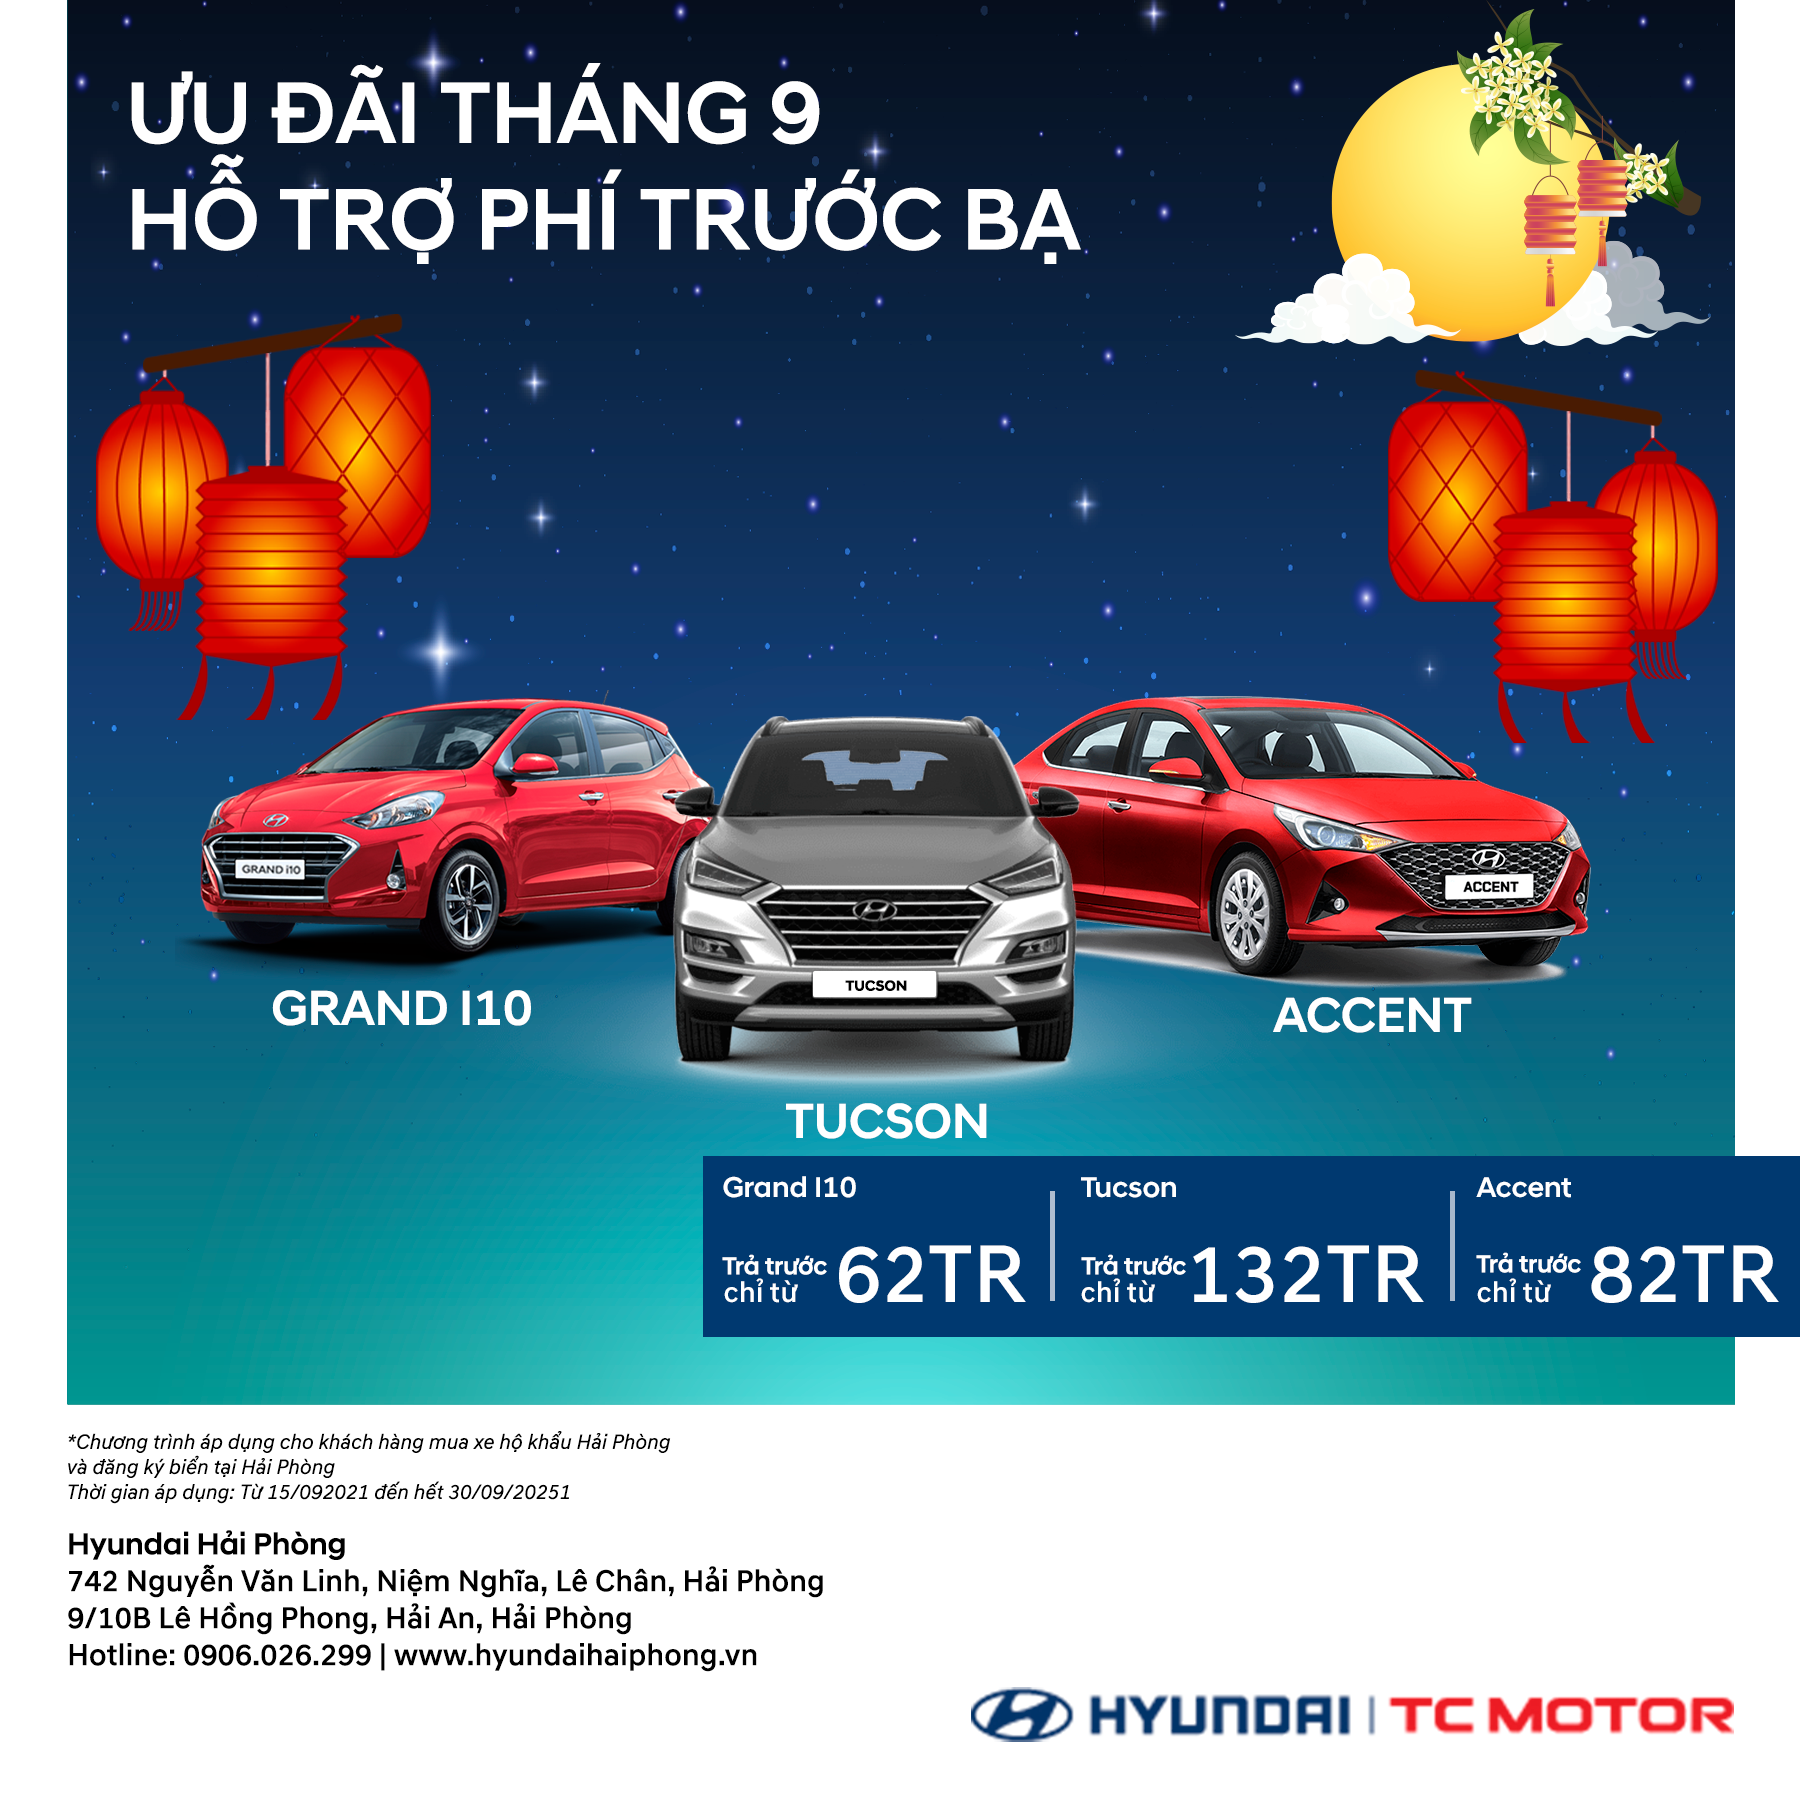 ƯU ĐÃI THÁNG 9
HỖ TRỢ PHÍ TRƯỚC BẠ
GRAND i10
TUCSON
ACCENT
GRAND I10
ACCENT
TUCSON
Grand I10
Trả trước
chỉ từ
62TR
Tucson
Trả trước
chỉ từ
132TR
Accent
Trả trước
chỉ từ
82TR
*Chương trình áp dụng cho khách hàng mua xe hộ khẩu Hải Phòng
và đăng ký biển tại Hải Phòng
Thời gian áp dụng: Từ 15/092021 đến hết 30/09/20251
Hyundai Hải Phòng
742 Nguyễn Văn Linh, Niệm Nghĩa, Lê Chân, Hải Phòng
9/10B Lê Hồng Phong, Hải An, Hải Phòng
Hotline: 0906.026.299 | www.hyundaihaiphong.vn
HYUNDAI | TC MOTOR